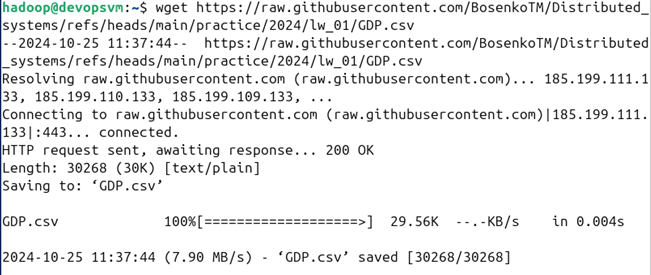 hadoop@devopsvm:~$ wget https://raw.githubusercontent.com/BosenkoTM/Distributed_
systems/refs/heads/main/practice/2024/lw_01/GDP.csv
--2024-10-25 11:37:44--  https://raw.githubusercontent.com/BosenkoTM/Distributed
_systems/refs/heads/main/practice/2024/lw_01/GDP.csv
Resolving raw.githubusercontent.com (raw.githubusercontent.com)... 185.199.111.1
33, 185.199.110.133, 185.199.109.133, ...
Connecting to raw.githubusercontent.com (raw.githubusercontent.com)|185.199.111.
133|:443... connected.
HTTP request sent, awaiting response... 200 OK
Length: 30268 (30K) [text/plain]
Saving to: ‘GDP.csv’
GDP.csv             100%[===================>]  29.56K  --.-KB/s    in 0.004s
2024-10-25 11:37:44 (7.90 MB/s) - ‘GDP.csv’ saved [30268/30268]